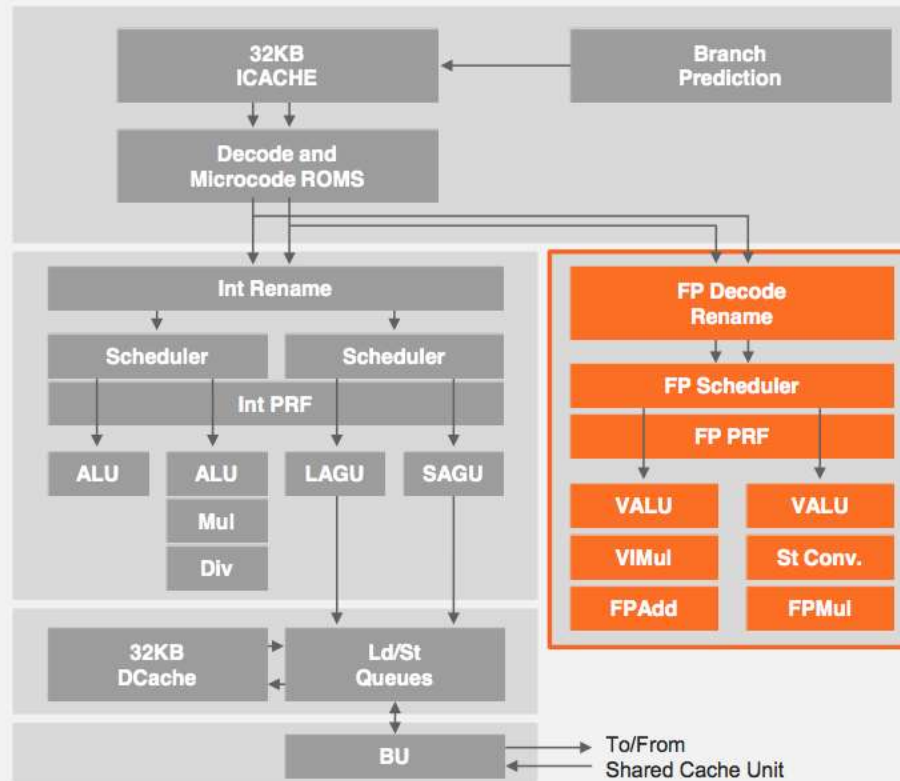 32KB
ICACHE
Branch
Prediction
Decode and
Microcode ROMS
Int Rename
Scheduler
Scheduler
Int PRF
ALU
ALU
LAGU
SAGU
Mul
Div
FP Decode
Rename
FP Scheduler
FP PRF
VALU
VALU
VIMul
St Conv.
FPAdd
FPMul
32KB
DCache
Ld/St
Queues
BU
To/From
Shared Cache Unit